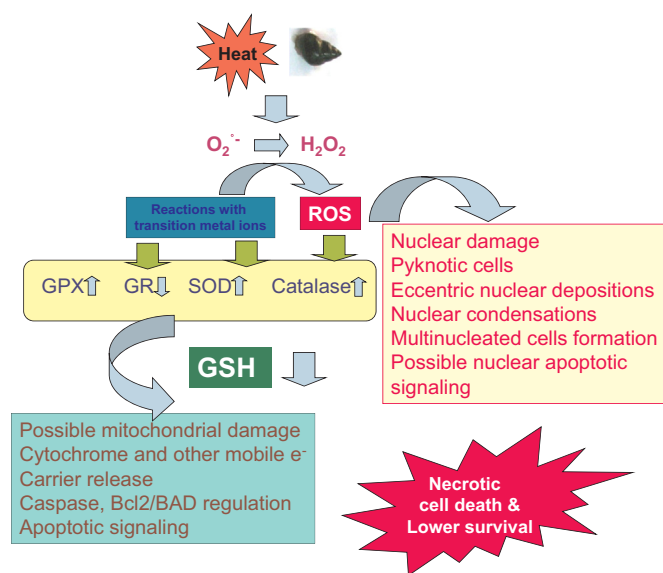 Heat
O₂˙⁻ H₂O₂
Reactions with
transition metal ions
ROS
GPX GR SOD Catalase
GSH
Nuclear damage
Pyknotic cells
Eccentric nuclear depositions
Nuclear condensations
Multinucleated cells formation
Possible nuclear apoptotic
signaling
Possible mitochondrial damage
Cytochrome and other mobile e⁻
Carrier release
Caspase, Bcl2/BAD regulation
Apoptotic signaling
Necrotic
cell death &
Lower survival